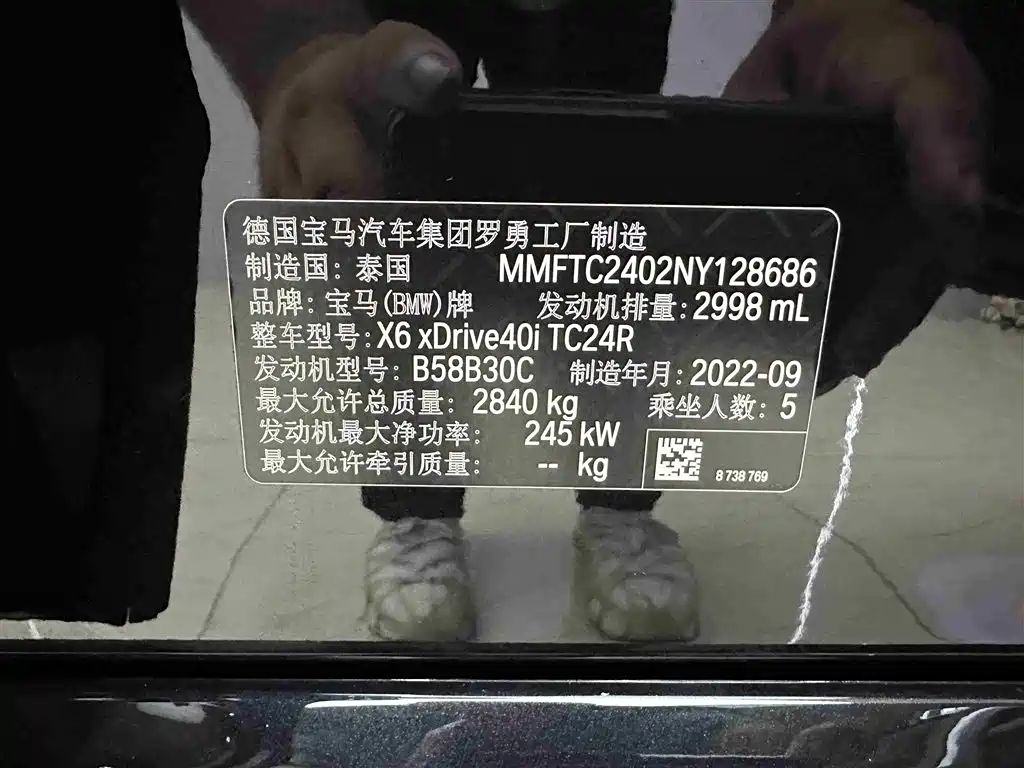 德国宝马汽车集团罗勇工厂制造
制造国：泰国 MMFTC2402NY128686
品牌：宝马(BMW)牌 发动机排量：2998 mL
整车型号：X6 xDrive40i TC24R
发动机型号：B58B30C 制造年月：2022-09
最大允许总质量：2840 kg 乘坐人数：5
发动机最大净功率：245 kW
最大允许牵引质量：-- kg
8 738 769